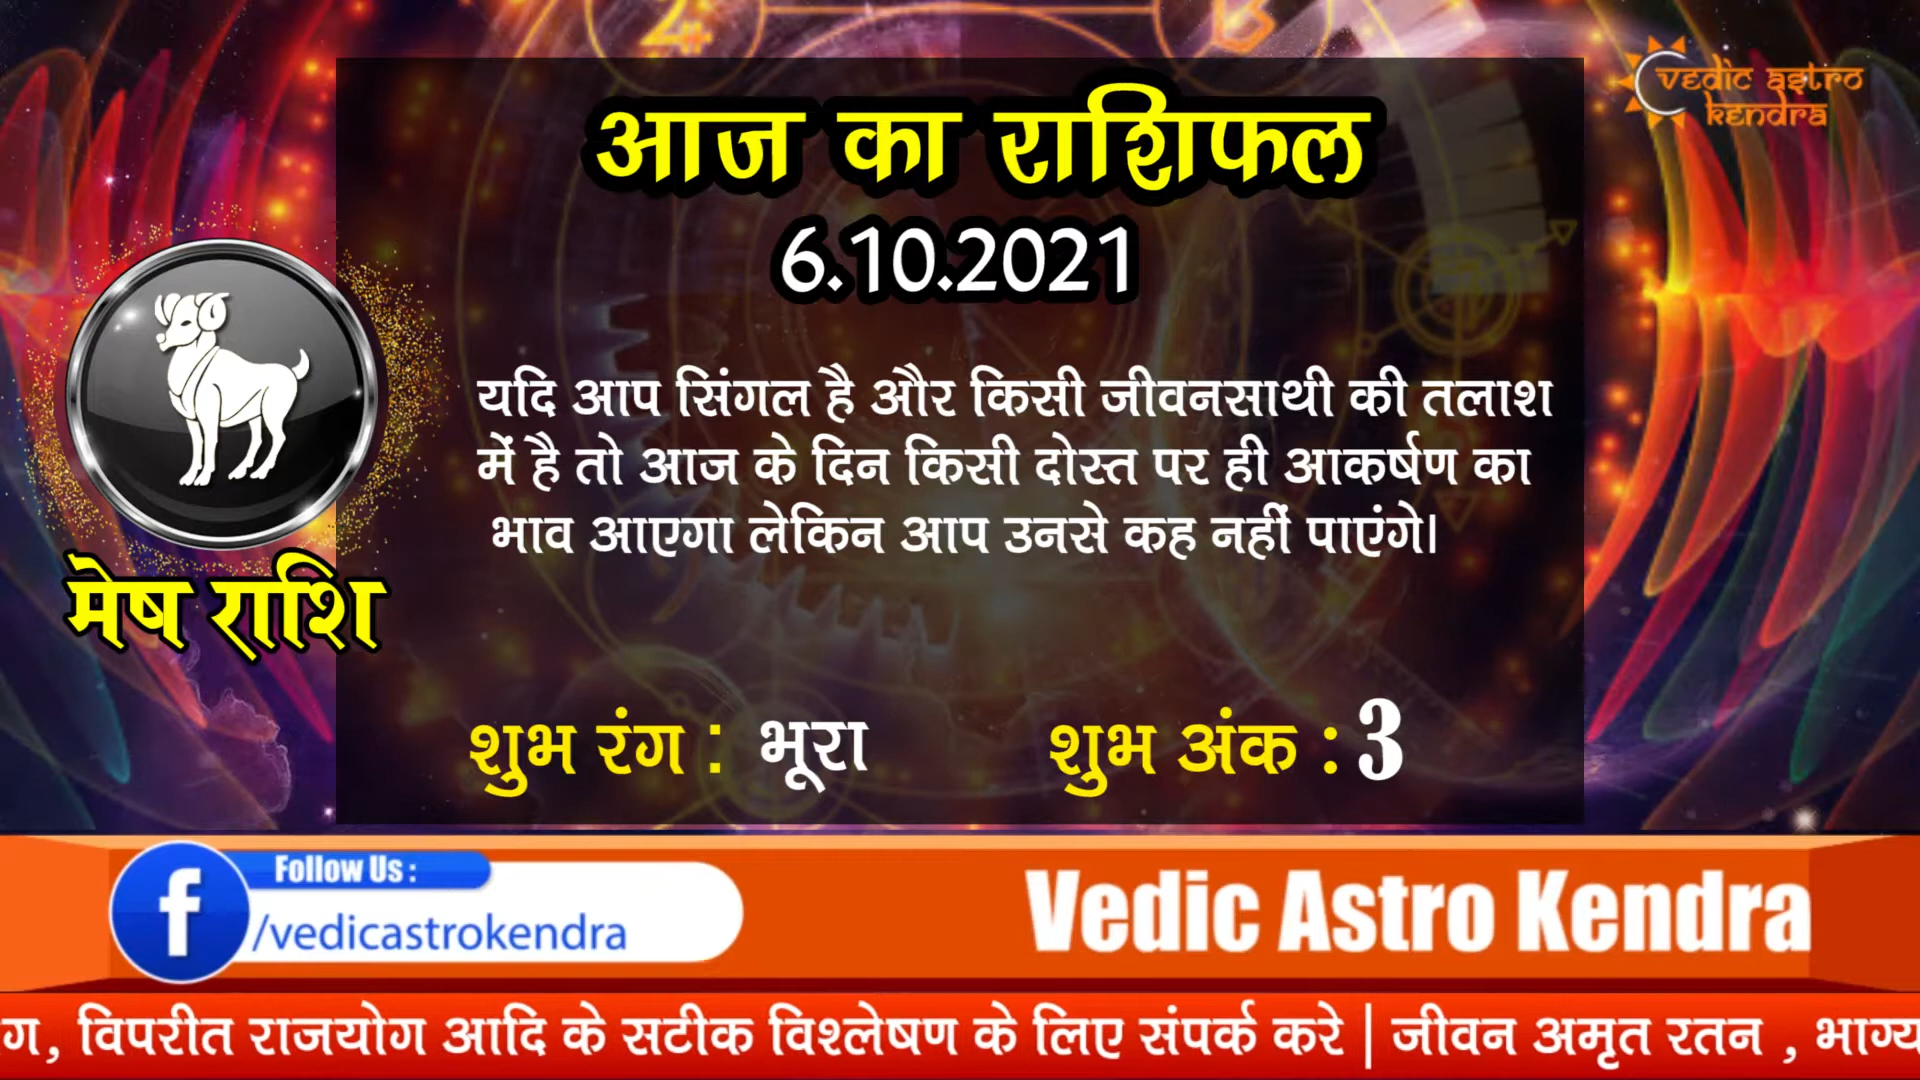 vedic astro
kendra
आज का राशिफल
6.10.2021
यदि आप सिंगल है और किसी जीवनसाथी की तलाश
में है तो आज के दिन किसी दोस्त पर ही आकर्षण का
भाव आएगा लेकिन आप उनसे कह नहीं पाएंगे।
मेष राशि
शुभ रंग : भूरा
शुभ अंक : 3
Follow Us :
/vedicastrokendra
Vedic Astro Kendra
ग, विपरीत राजयोग आदि के सटीक विश्लेषण के लिए संपर्क करे | जीवन अमृत रतन , भाग्य